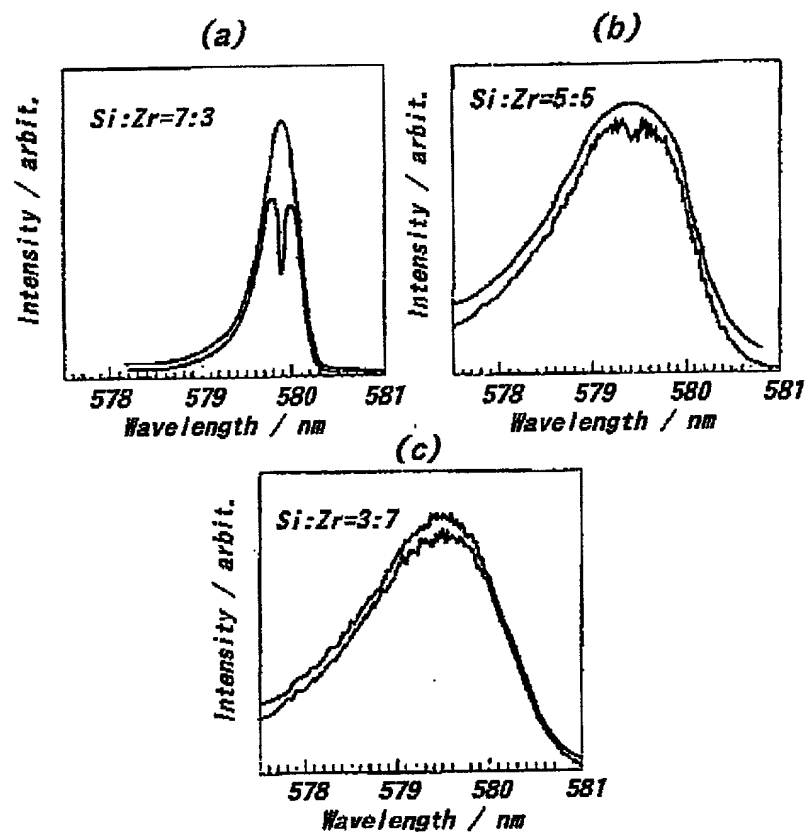 (a)
Si:Zr=7:3
Intensity / arbit.
578 579 580 581
Wavelength / nm
(b)
Si:Zr=5:5
Intensity / arbit.
578 579 580 581
Wavelength / nm
(c)
Si:Zr=3:7
Intensity / arbit.
578 579 580 581
Wavelength / nm